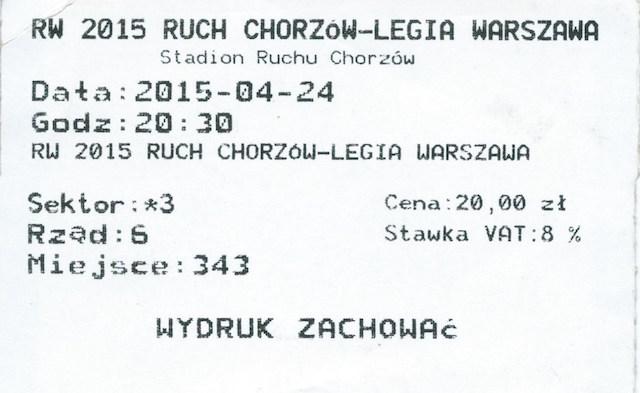 RW 2015 RUCH CHORZÓW-LEGIA WARSZAWA
Stadion Ruchu Chorzów
Data:2015-04-24
Godz:20:30
RW 2015 RUCH CHORZÓW-LEGIA WARSZAWA
Sektor:*3 Cena:20,00 zł
Rząd:6 Stawka VAT:8 %
Miejsce:343
WYDRUK ZACHOWAć